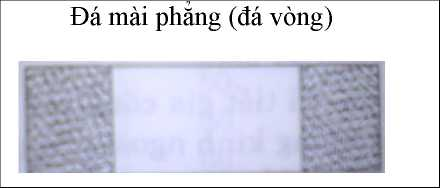 Đá mài phẳng (đá vòng)